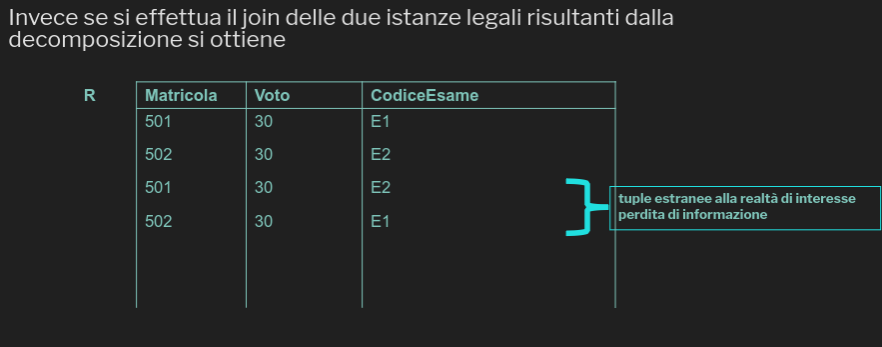 Invece se si effettua il join delle due istanze legali risultanti dalla
decomposizione si ottiene
R Matricola Voto CodiceEsame
501 30 E1
502 30 E2
501 30 E2
502 30 E1
tuple estranee alla realtà di interesse
perdita di informazione